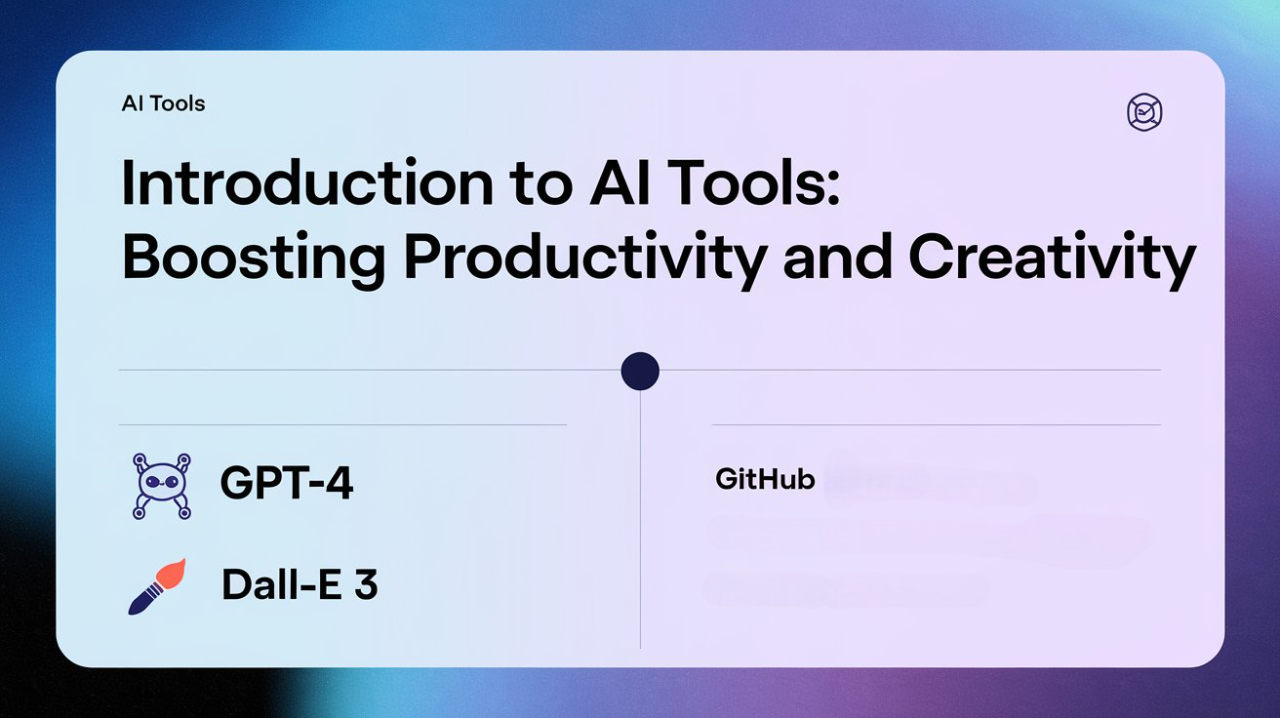 AI Tools
Introduction to AI Tools:
Boosting Productivity and Creativity
GPT-4
Dall-E 3
GitHub